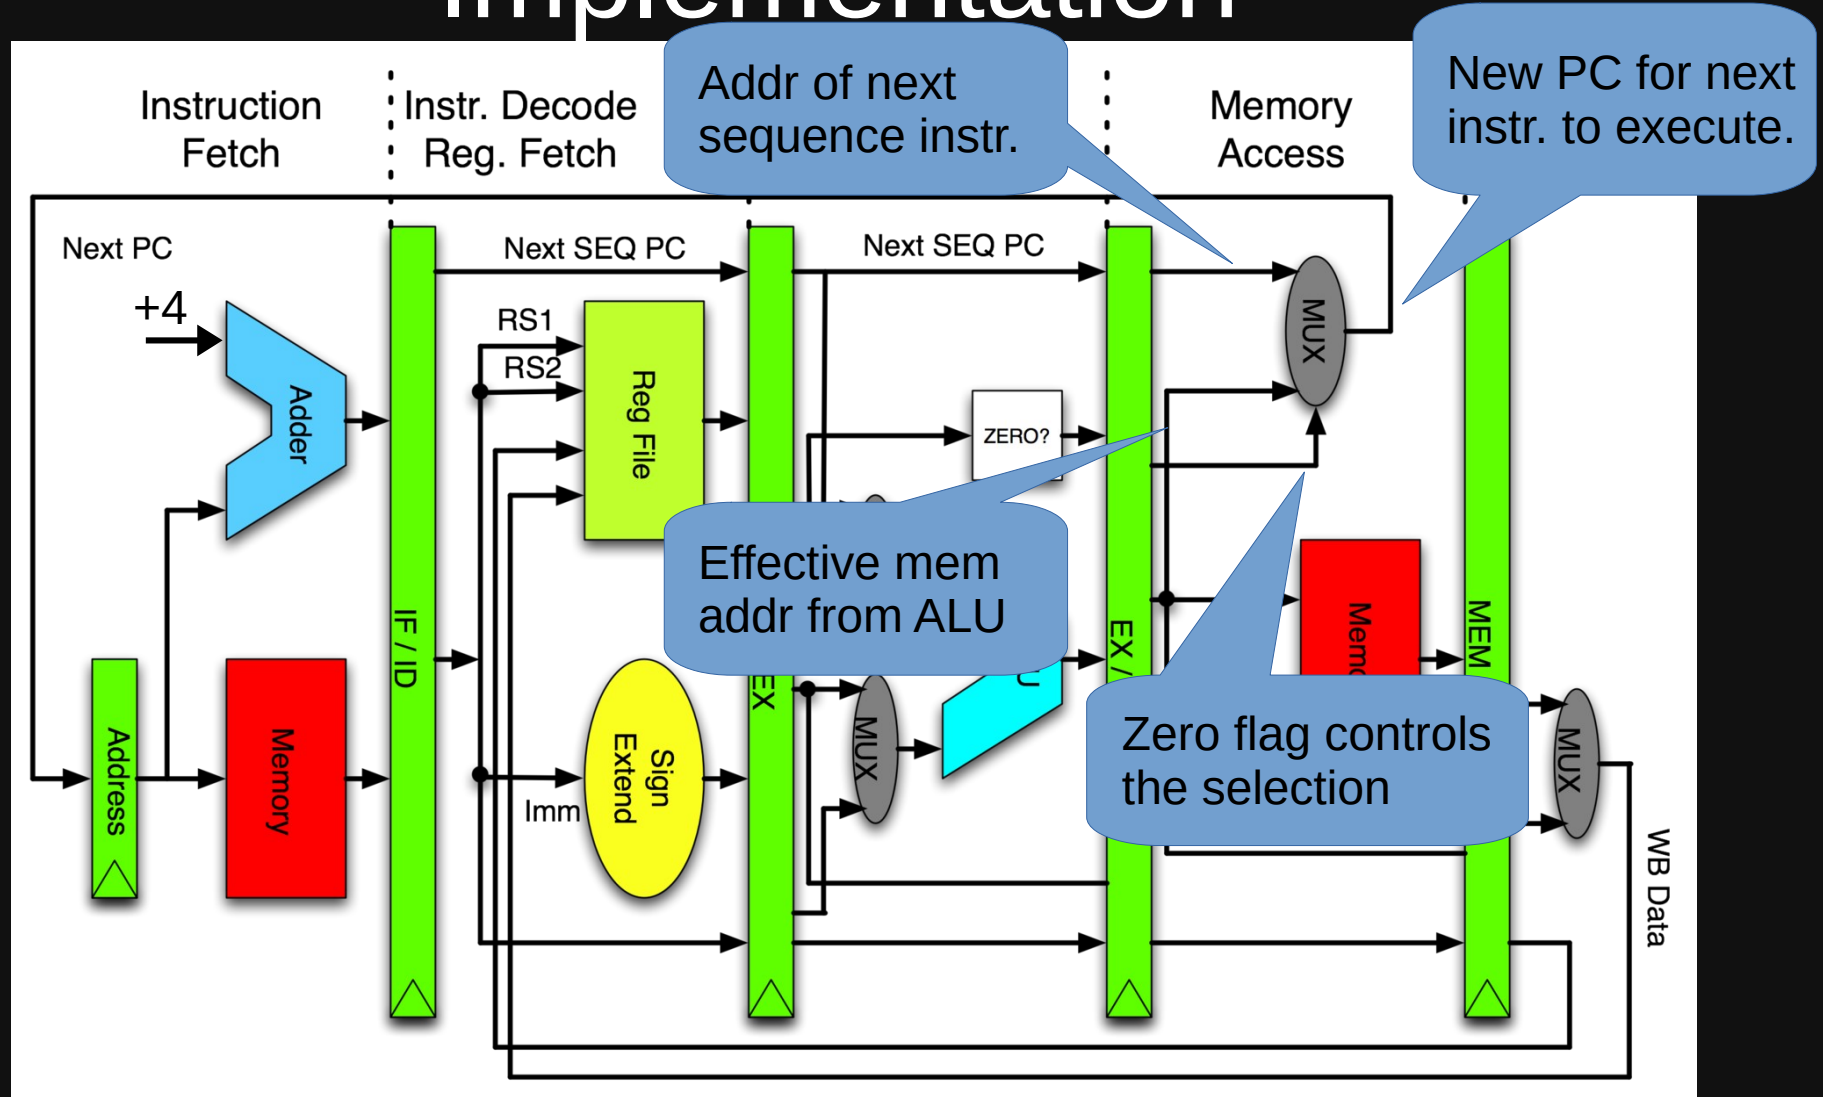 Implementation
Addr of next
sequence instr.
New PC for next
instr. to execute.
Instruction
Fetch
Instr. Decode
Reg. Fetch
Memory
Access
Next PC
Next SEQ PC
Next SEQ PC
+4
RS1
RS2
MUX
Adder
Reg File
ZERO?
Effective mem
addr from ALU
IF / ID
EX
EX /
MEM
Address
Memory
Sign
Extend
Imm
MUX
Zero flag controls
the selection
MUX
WB Data